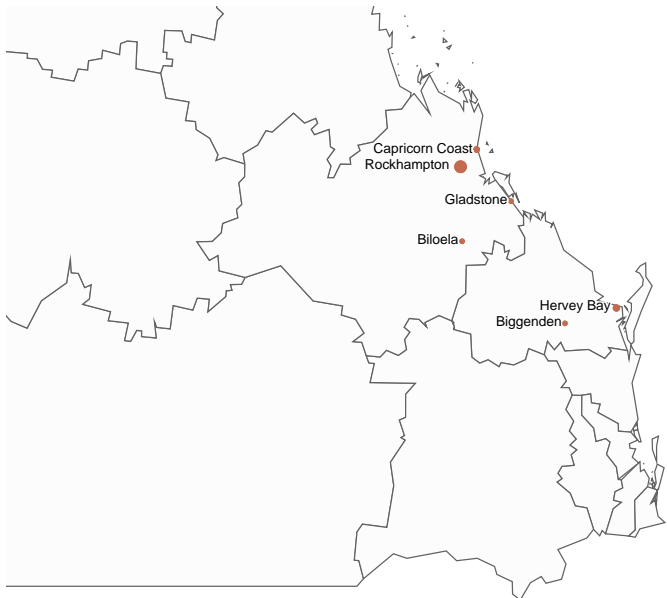 Capricorn Coast
Rockhampton
Gladstone
Biloela
Hervey Bay
Biggenden